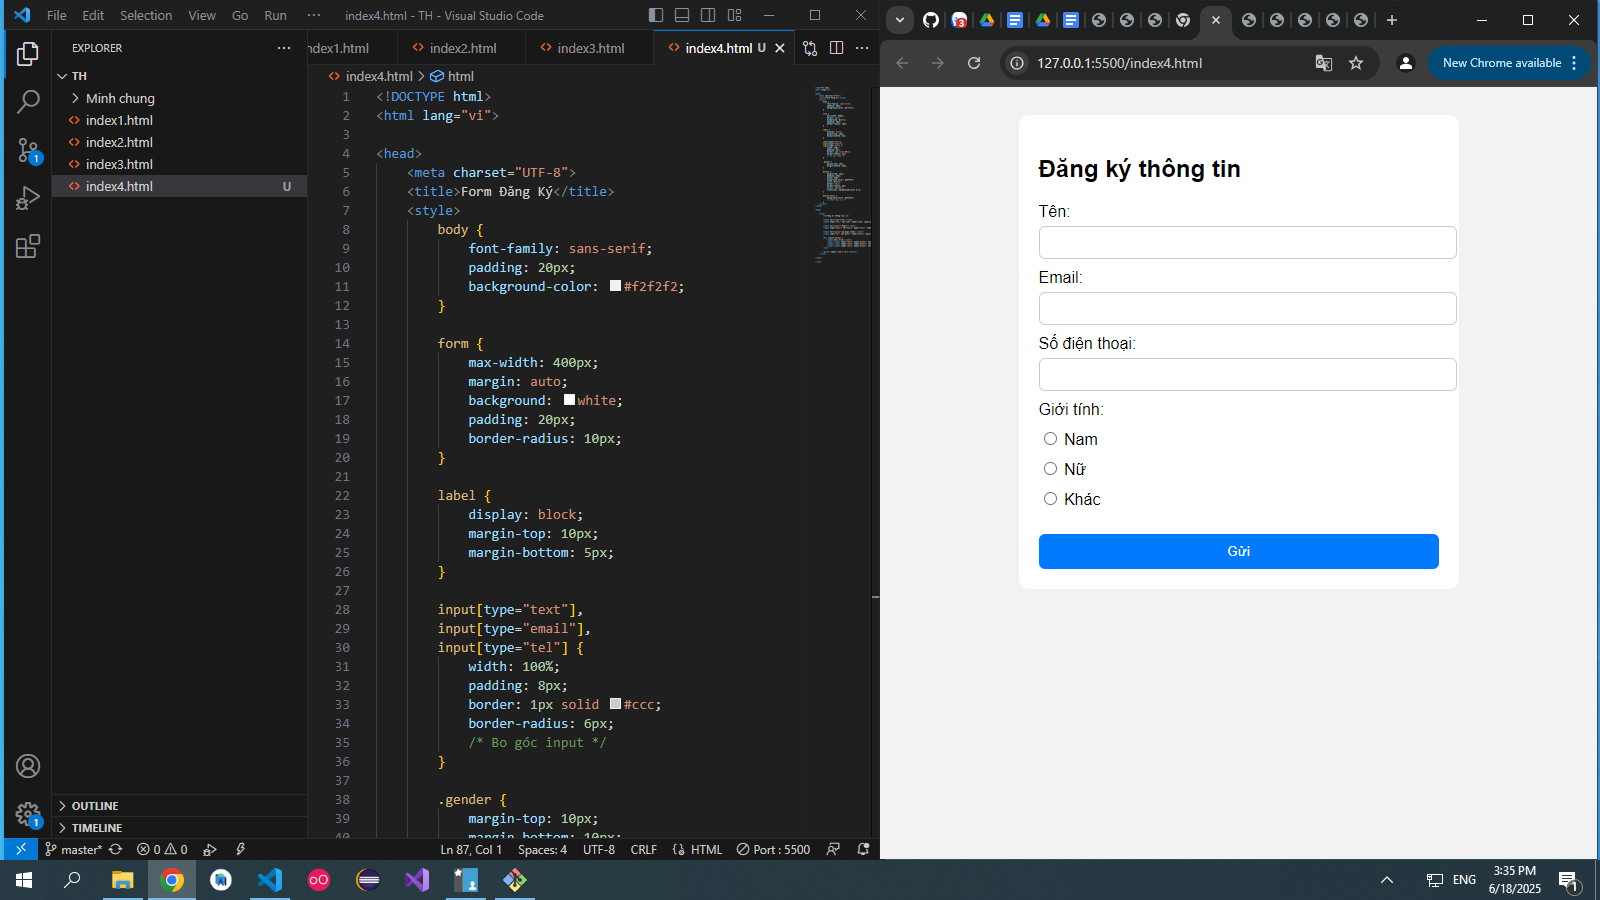 File Edit Selection View Go Run ··· index4.html - TH - Visual Studio Code
EXPLORER ···
TH
Minh chung
index1.html
index2.html
index3.html
index4.html U
OUTLINE
TIMELINE
ndex1.html index2.html index3.html index4.html U
index4.html > html
1 <!DOCTYPE html>
2 <html lang="vi">
3
4 <head>
5 <meta charset="UTF-8">
6 <title>Form Đăng Ký</title>
7 <style>
8 body {
9 font-family: sans-serif;
10 padding: 20px;
11 background-color: #f2f2f2;
12 }
13
14 form {
15 max-width: 400px;
16 margin: auto;
17 background: white;
18 padding: 20px;
19 border-radius: 10px;
20 }
21
22 label {
23 display: block;
24 margin-top: 10px;
25 margin-bottom: 5px;
26 }
27
28 input[type="text"],
29 input[type="email"],
30 input[type="tel"] {
31 width: 100%;
32 padding: 8px;
33 border: 1px solid #ccc;
34 border-radius: 6px;
35 /* Bo góc input */
36 }
37
38 .gender {
39 margin-top: 10px;
40 margin-bottom: 10px;
1
1
master* 0 0 Ln 87, Col 1 Spaces: 4 UTF-8 CRLF HTML Port : 5500
3
127.0.0.1:5500/index4.html New Chrome available
Đăng ký thông tin
Tên:
Email:
Số điện thoại:
Giới tính:
Nam
Nữ
Khác
Gửi
ENG
3:35 PM
6/18/2025
1